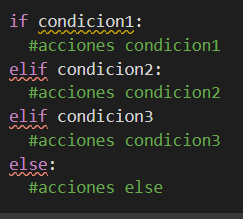 if condicion1:
  #acciones condicion1
elif condicion2:
  #acciones condicion2
elif condicion3
  #acciones condicion3
else:
  #acciones else